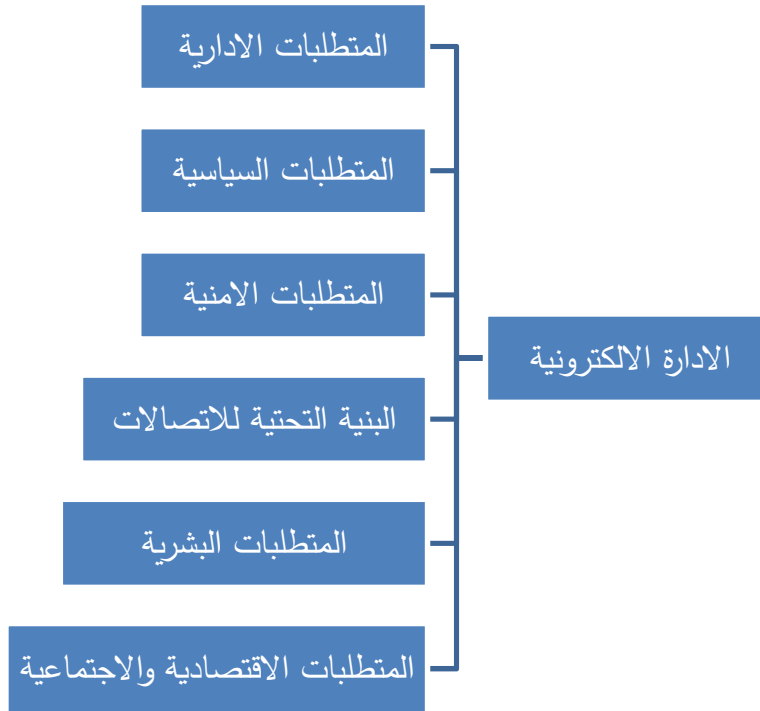 الادارة الالكترونية
المتطلبات الادارية
المتطلبات السياسية
المتطلبات الامنية
البنية التحتية للاتصالات
المتطلبات البشرية
المتطلبات الاقتصادية والاجتماعية